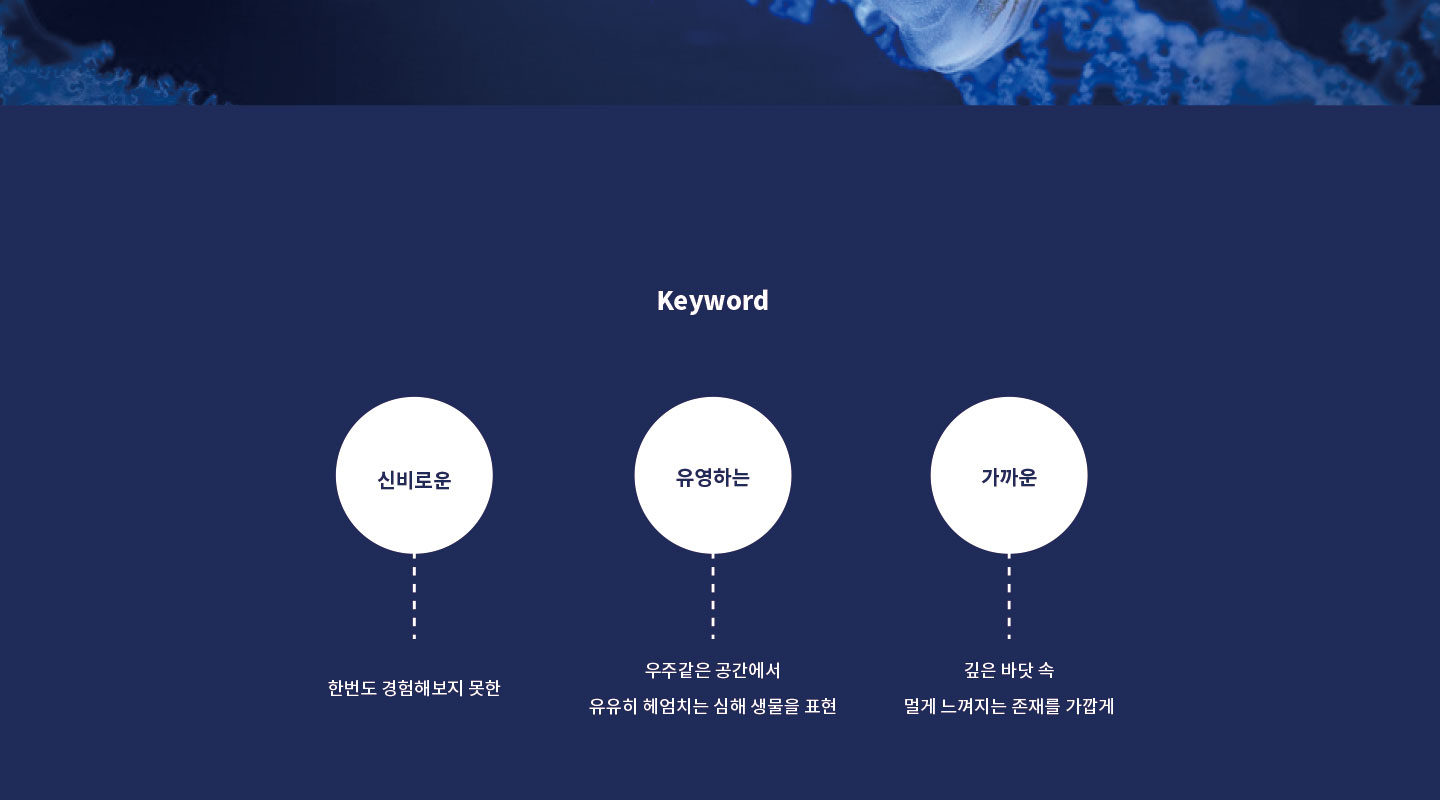 Keyword
신비로운
유영하는
가까운
한번도 경험해보지 못한
우주같은 공간에서
유유히 헤엄치는 심해 생물을 표현
깊은 바닷 속
멀게 느껴지는 존재를 가깝게